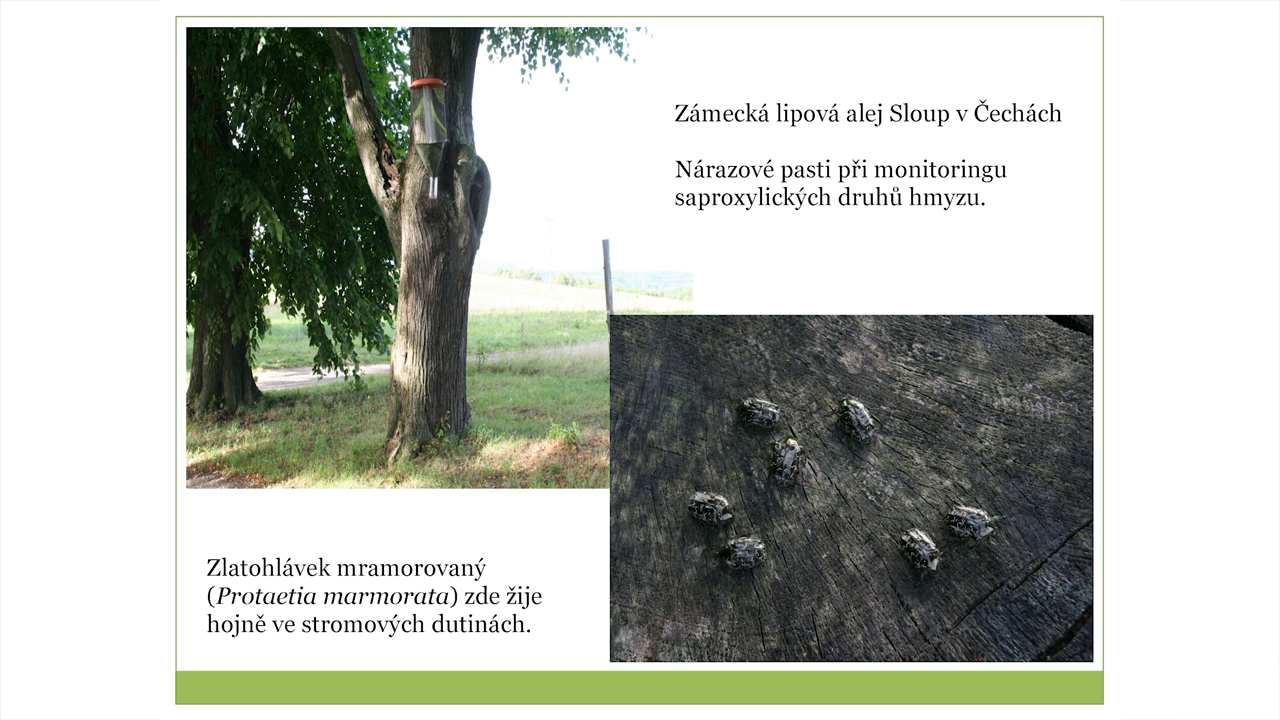 Zámecká lipová alej Sloup v Čechách
Nárazové pasti při monitoringu
saproxylických druhů hmyzu.
Zlatohlávek mramorovaný
(Protaetia marmorata) zde žije
hojně ve stromových dutinách.